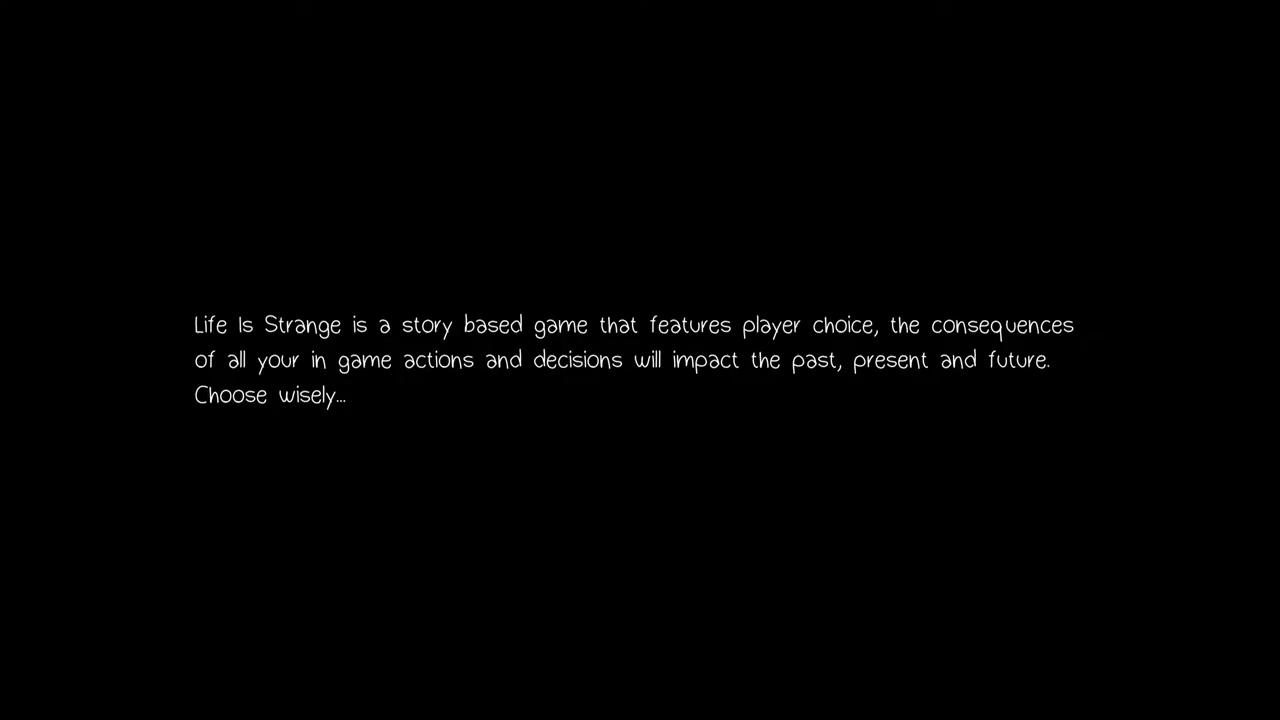 Life Is Strange is a story based game that features player choice, the consequences
of all your in game actions and decisions will impact the past, present and future.
Choose wisely...